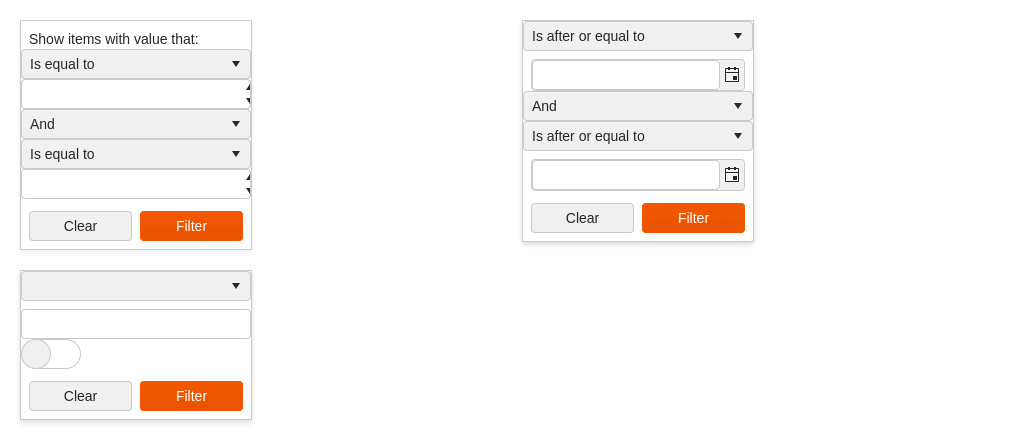 Show items with value that:
Is equal to
And
Is equal to
Clear
Filter
Is after or equal to
And
Is after or equal to
Clear
Filter
Clear
Filter